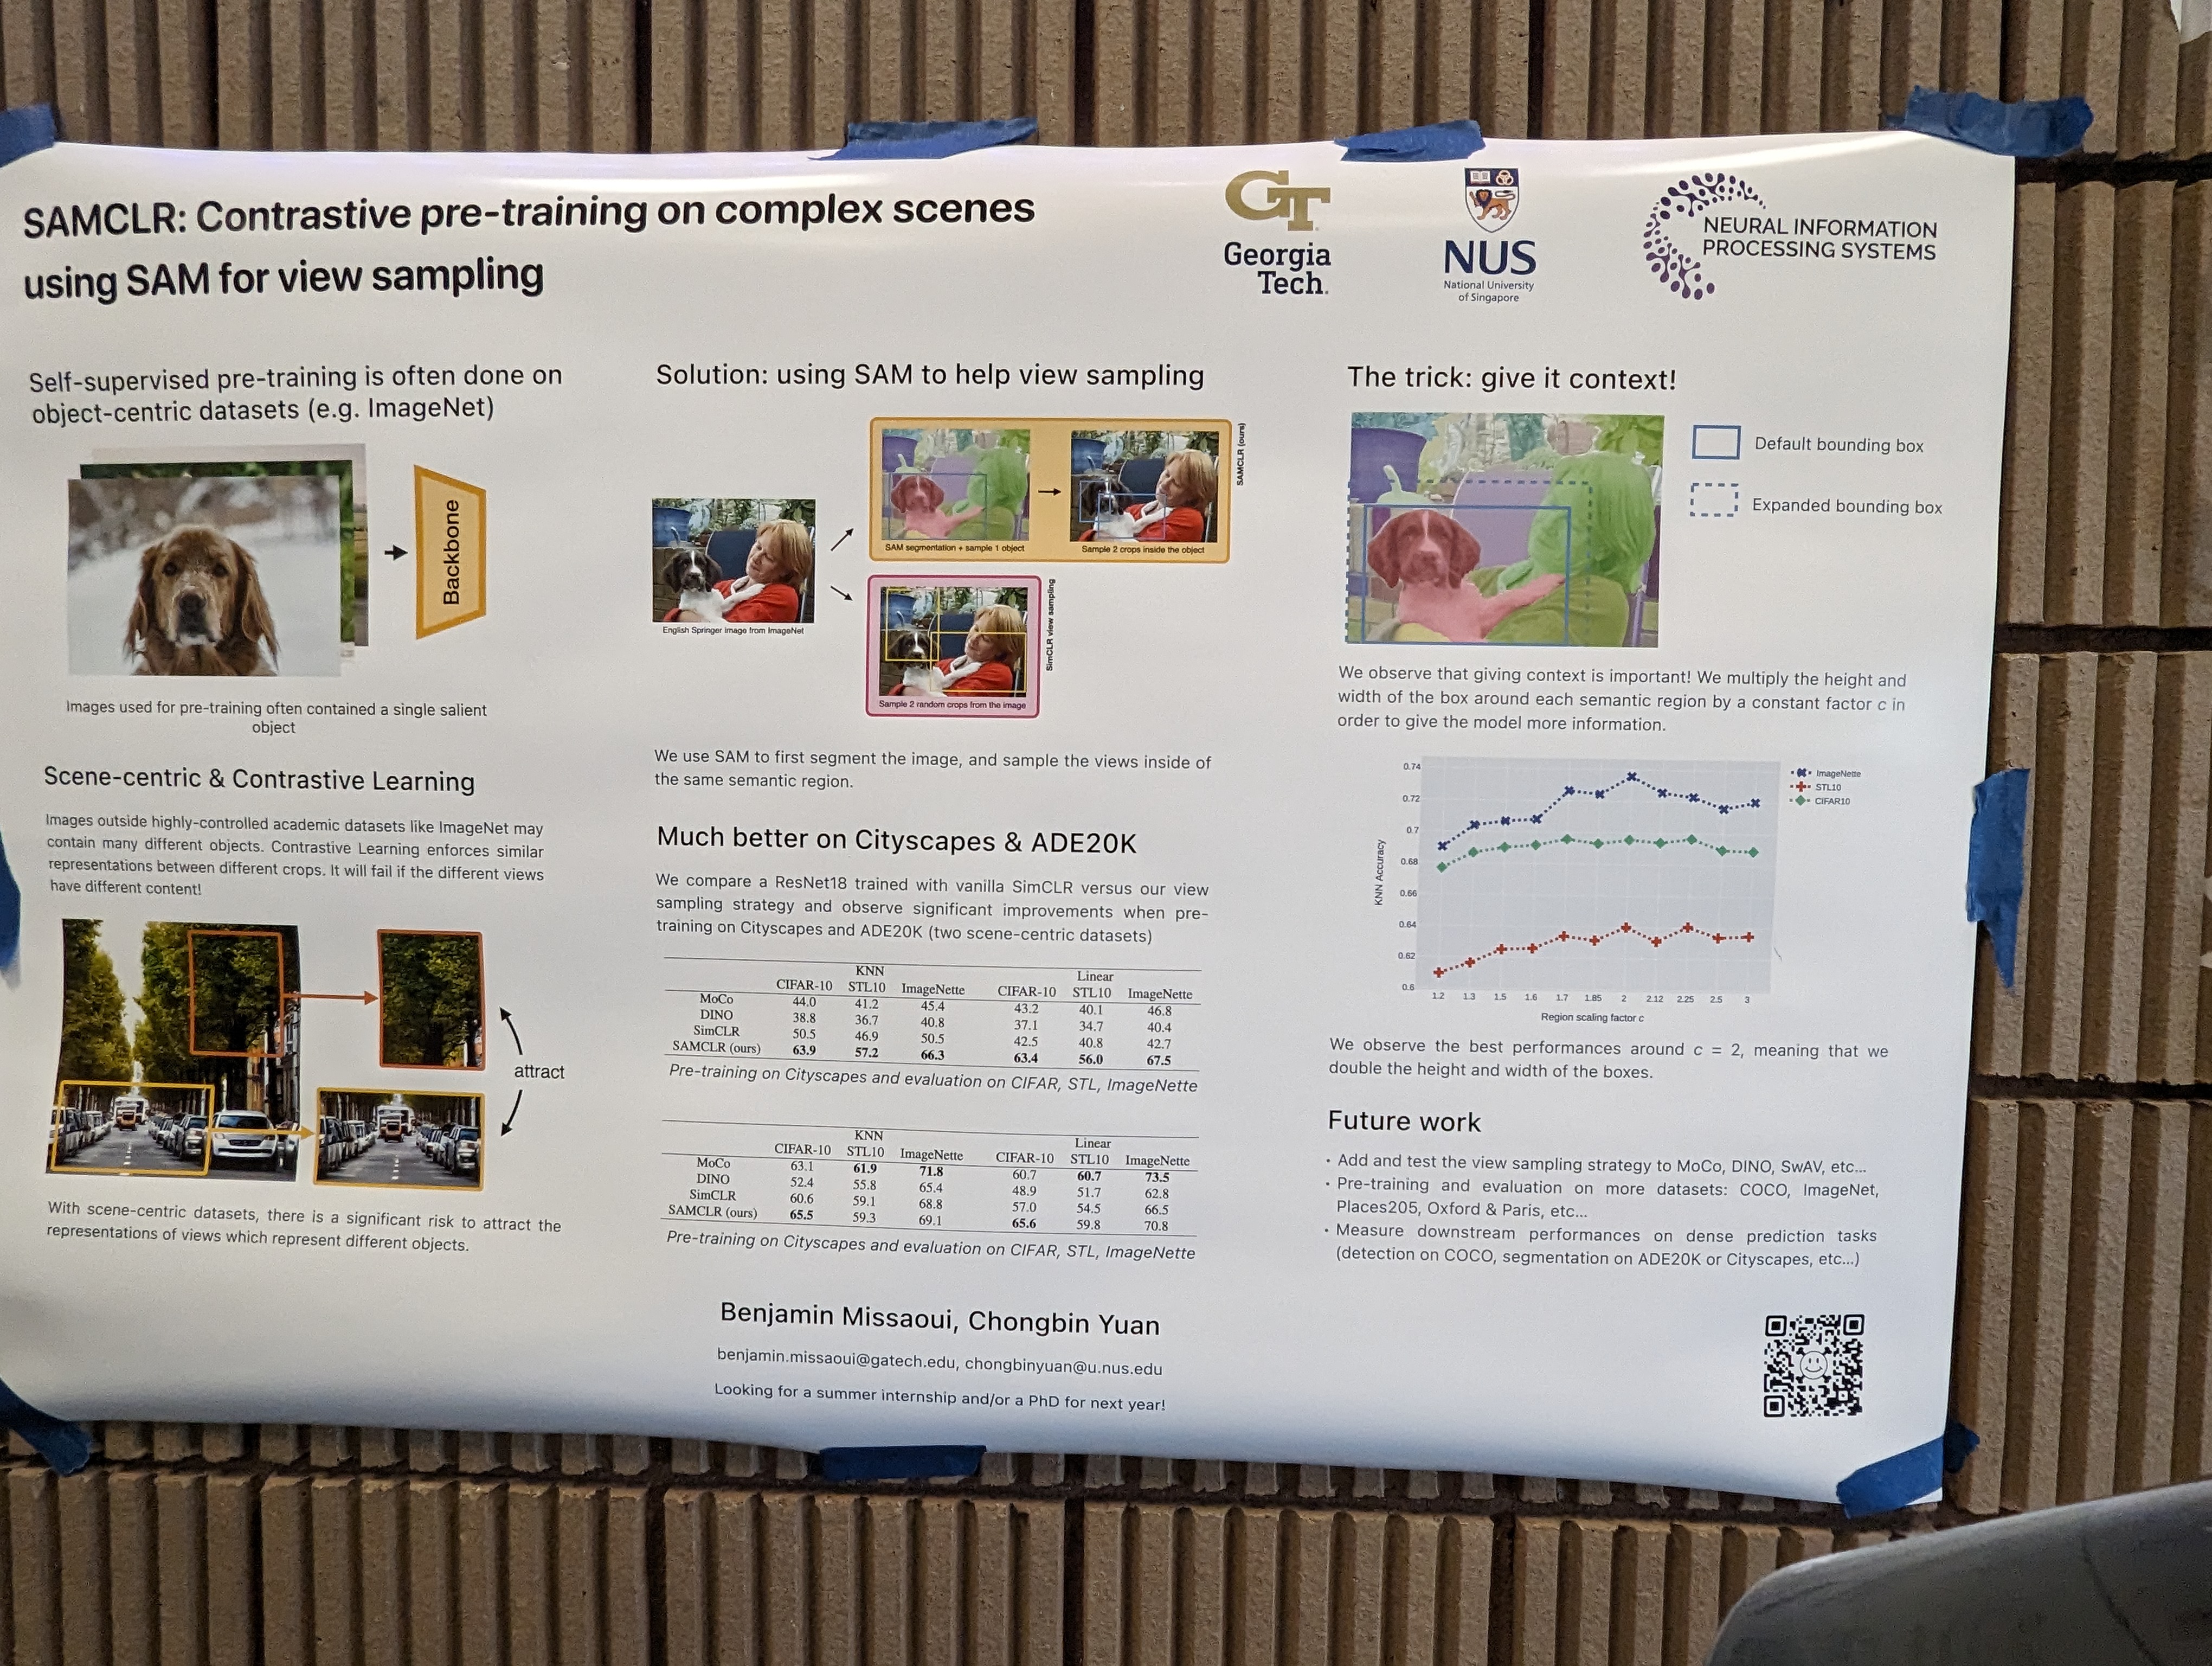 SAMCLR: Contrastive pre-training on complex scenes
using SAM for view sampling
GT
Georgia
Tech.
NUS
National University
of Singapore
NEURAL INFORMATION
PROCESSING SYSTEMS
Self-supervised pre-training is often done on
object-centric datasets (e.g. ImageNet)
Backbone
Images used for pre-training often contained a single salient
object
Scene-centric & Contrastive Learning
Images outside highly-controlled academic datasets like ImageNet may
contain many different objects. Contrastive Learning enforces similar
representations between different crops. It will fail if the different views
have different content!
attract
With scene-centric datasets, there is a significant risk to attract the
representations of views which represent different objects.
Solution: using SAM to help view sampling
English Springer image from ImageNet
SAM segmentation + sample 1 object
Sample 2 crops inside the object
SAMCLR (ours)
Sample 2 random crops from the image
SimCLR view sampling
We use SAM to first segment the image, and sample the views inside of
the same semantic region.
Much better on Cityscapes & ADE20K
We compare a ResNet18 trained with vanilla SimCLR versus our view
sampling strategy and observe significant improvements when pre-
training on Cityscapes and ADE20K (two scene-centric datasets)
KNN Linear
CIFAR-10 STL10 ImageNette CIFAR-10 STL10 ImageNette
MoCo 44.0 41.2 45.4 43.2 40.1 46.8
DINO 38.8 36.7 40.8 37.1 34.7 40.4
SimCLR 50.5 46.9 50.5 42.5 40.8 42.7
SAMCLR (ours) 63.9 57.2 66.3 63.4 56.0 67.5
Pre-training on Cityscapes and evaluation on CIFAR, STL, ImageNette
KNN Linear
CIFAR-10 STL10 ImageNette CIFAR-10 STL10 ImageNette
MoCo 63.1 61.9 71.8 60.7 60.7 73.5
DINO 52.4 55.8 65.4 48.9 51.7 62.8
SimCLR 60.6 59.1 68.8 57.0 54.5 66.5
SAMCLR (ours) 65.5 59.3 69.1 65.6 59.8 70.8
Pre-training on Cityscapes and evaluation on CIFAR, STL, ImageNette
Benjamin Missaoui, Chongbin Yuan
benjamin.missaoui@gatech.edu, chongbinyuan@u.nus.edu
Looking for a summer internship and/or a PhD for next year!
The trick: give it context!
Default bounding box
Expanded bounding box
We observe that giving context is important! We multiply the height and
width of the box around each semantic region by a constant factor c in
order to give the model more information.
0.74
0.72
0.7
0.68
0.66
0.64
0.62
0.6
KNN Accuracy
1.2 1.3 1.5 1.6 1.7 1.85 2 2.12 2.25 2.5 3
Region scaling factor c
ImageNette
STL10
CIFAR10
We observe the best performances around c = 2, meaning that we
double the height and width of the boxes.
Future work
• Add and test the view sampling strategy to MoCo, DINO, SwAV, etc...
• Pre-training and evaluation on more datasets: COCO, ImageNet,
Places205, Oxford & Paris, etc...
• Measure downstream performances on dense prediction tasks
(detection on COCO, segmentation on ADE20K or Cityscapes, etc...)